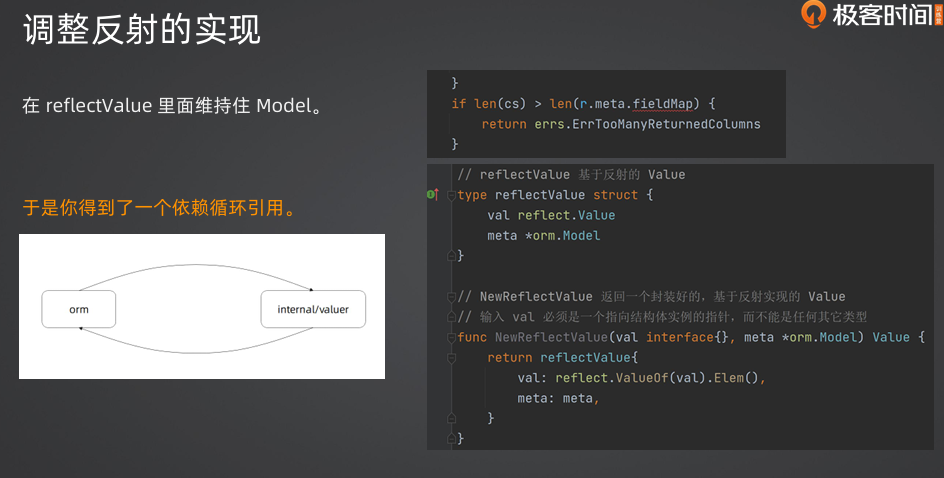 调整反射的实现
极客时间
在 reflectValue 里面维持住 Model。
于是你得到了一个依赖循环引用。
orm
internal/valuer
}
if len(cs) > len(r.meta.fieldMap) {
return errs.ErrTooManyReturnedColumns
}
// reflectValue 基于反射的 Value
type reflectValue struct {
val reflect.Value
meta *orm.Model
}
// NewReflectValue 返回一个封装好的，基于反射实现的 Value
// 输入 val 必须是一个指向结构体实例的指针，而不能是任何其它类型
func NewReflectValue(val interface{}, meta *orm.Model) Value {
return reflectValue{
val: reflect.ValueOf(val).Elem(),
meta: meta,
}
}